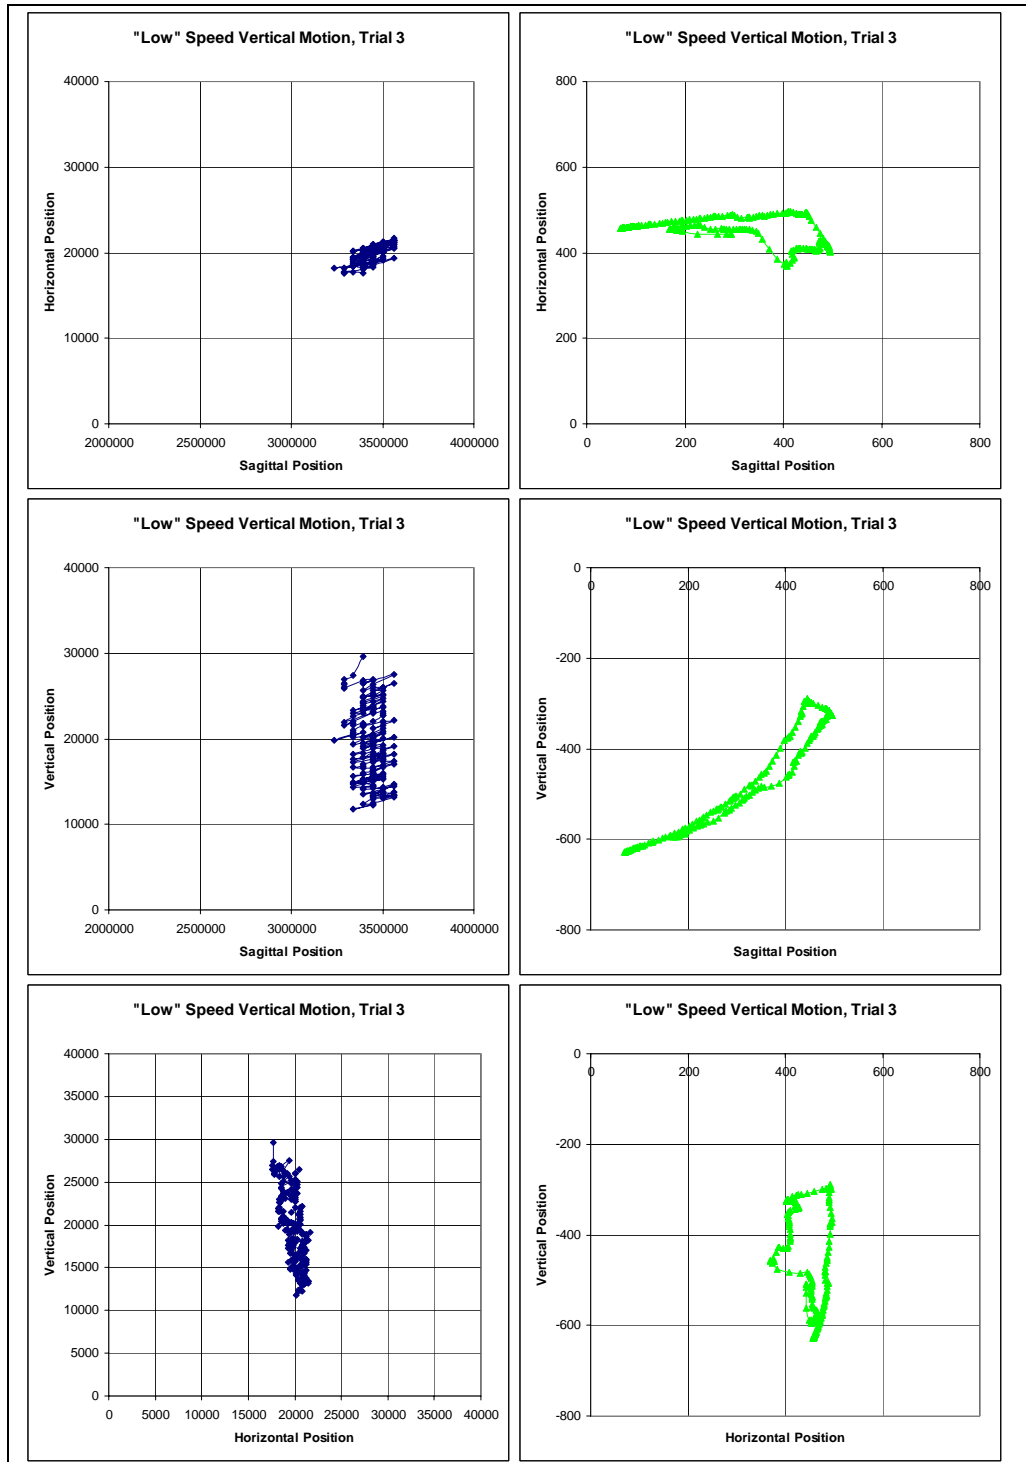 "Low" Speed Vertical Motion, Trial 3
40000
30000
20000
10000
0
2000000 2500000 3000000 3500000 4000000
Horizontal Position
Sagittal Position
"Low" Speed Vertical Motion, Trial 3
800
600
400
200
0
0 200 400 600 800
Horizontal Position
Sagittal Position
"Low" Speed Vertical Motion, Trial 3
40000
30000
20000
10000
0
2000000 2500000 3000000 3500000 4000000
Vertical Position
Sagittal Position
"Low" Speed Vertical Motion, Trial 3
0
0 200 400 600 800
-200
-400
-600
-800
Vertical Position
Sagittal Position
"Low" Speed Vertical Motion, Trial 3
40000
35000
30000
25000
20000
15000
10000
5000
0
0 5000 10000 15000 20000 25000 30000 35000 40000
Vertical Position
Horizontal Position
"Low" Speed Vertical Motion, Trial 3
0
0 200 400 600 800
-200
-400
-600
-800
Vertical Position
Horizontal Position